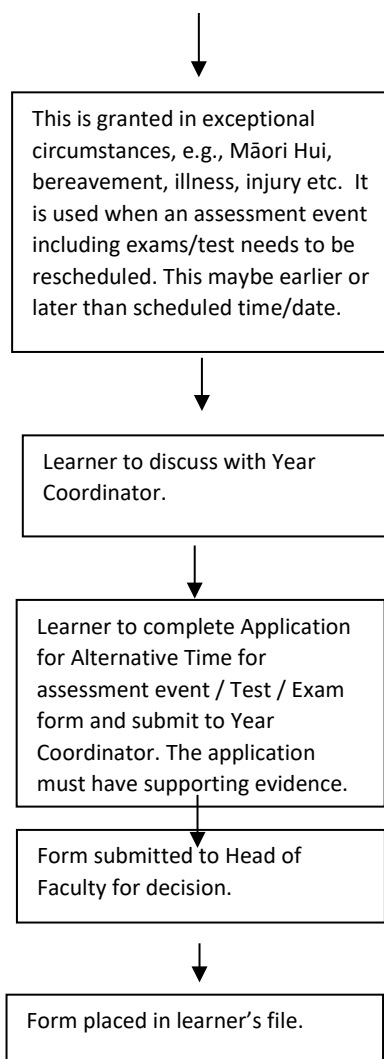 This is granted in exceptional
circumstances, e.g., Māori Hui,
bereavement, illness, injury etc.  It
is used when an assessment event
including exams/test needs to be
rescheduled. This maybe earlier or
later than scheduled time/date.
Learner to discuss with Year
Coordinator.
Learner to complete Application
for Alternative Time for
assessment event / Test / Exam
form and submit to Year
Coordinator. The application
must have supporting evidence.
Form submitted to Head of
Faculty for decision.
Form placed in learner’s file.